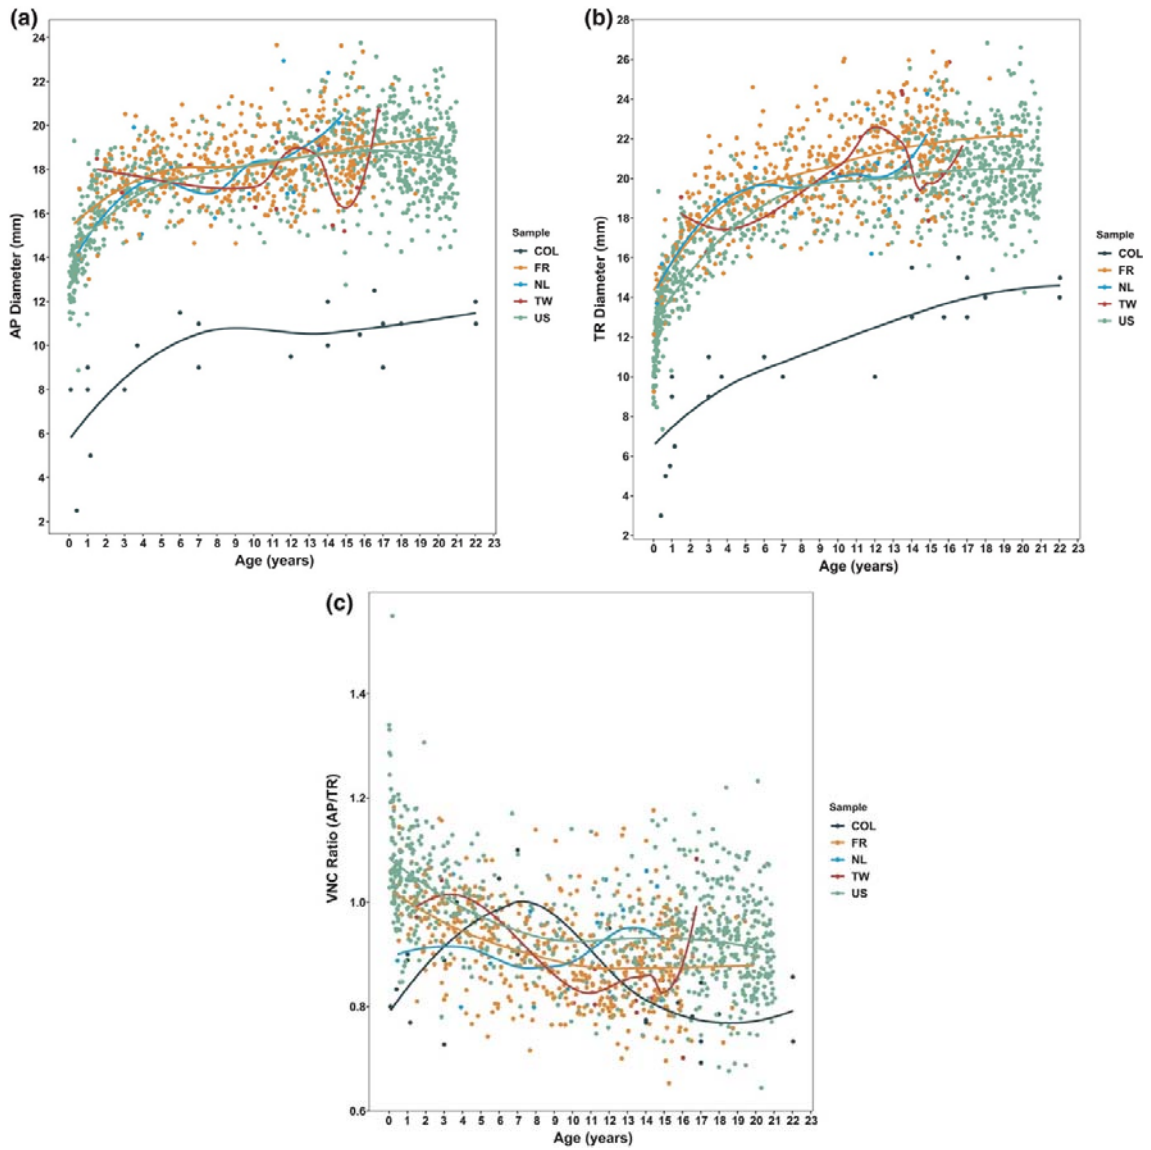 (a)
24
22
20
18
16
14
12
10
8
6
4
2
AP Diameter (mm)
0 1 2 3 4 5 6 7 8 9 10 11 12 13 14 15 16 17 18 19 20 21 22 23
Age (years)
Sample
COL
FR
NL
TW
US
(b)
28
26
24
22
20
18
16
14
12
10
8
6
4
2
TR Diameter (mm)
0 1 2 3 4 5 6 7 8 9 10 11 12 13 14 15 16 17 18 19 20 21 22 23
Age (years)
Sample
COL
FR
NL
TW
US
(c)
1.4
1.2
1.0
0.8
0.6
VNC Ratio (AP/TR)
0 1 2 3 4 5 6 7 8 9 10 11 12 13 14 15 16 17 18 19 20 21 22 23
Age (years)
Sample
COL
FR
NL
TW
US